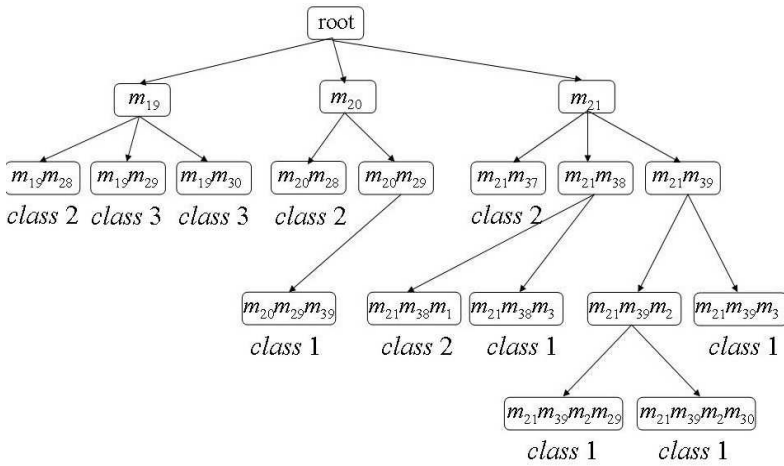 root
m₁₉ m₂₀ m₂₁
m₁₉m₂₈ m₁₉m₂₉ m₁₉m₃₀ m₂₀m₂₈ m₂₀m₂₉ m₂₁m₃₇ m₂₁m₃₈ m₂₁m₃₉
class 2 class 3 class 3 class 2 class 2
m₂₀m₂₉m₃₉ m₂₁m₃₈m₁ m₂₁m₃₈m₃ m₂₁m₃₉m₂ m₂₁m₃₉m₃
class 1 class 2 class 1 class 1
m₂₁m₃₉m₂m₂₉ m₂₁m₃₉m₂m₃₀
class 1 class 1